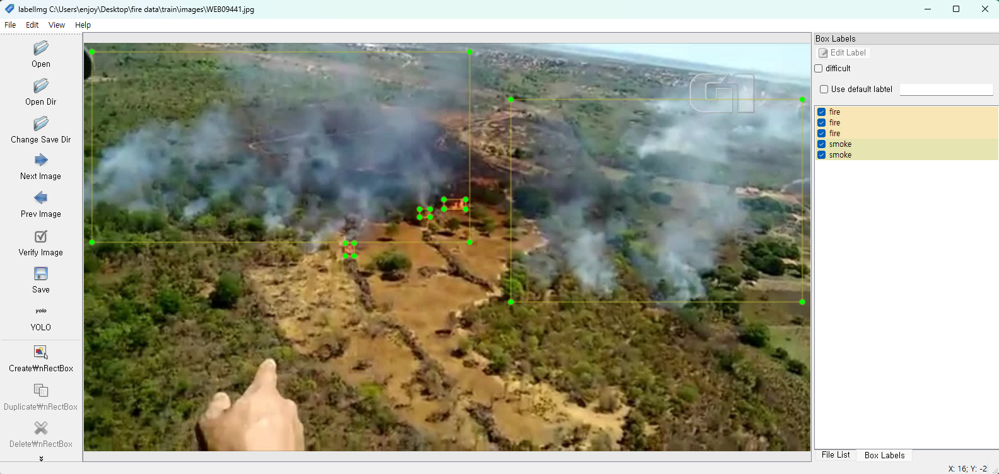 labelImg C:\Users\enjoy\Desktop\fire data\train\images\WEB09441.jpg
File Edit View Help
Open
Open Dir
Change Save Dir
Next Image
Prev Image
Verify Image
Save
yolo
YOLO
Create₩nRectBox
Duplicate₩nRectBox
Delete₩nRectBox
G1
Box Labels
Edit Label
difficult
Use default labtel
fire
fire
fire
smoke
smoke
File List Box Labels
X: 16; Y: -2